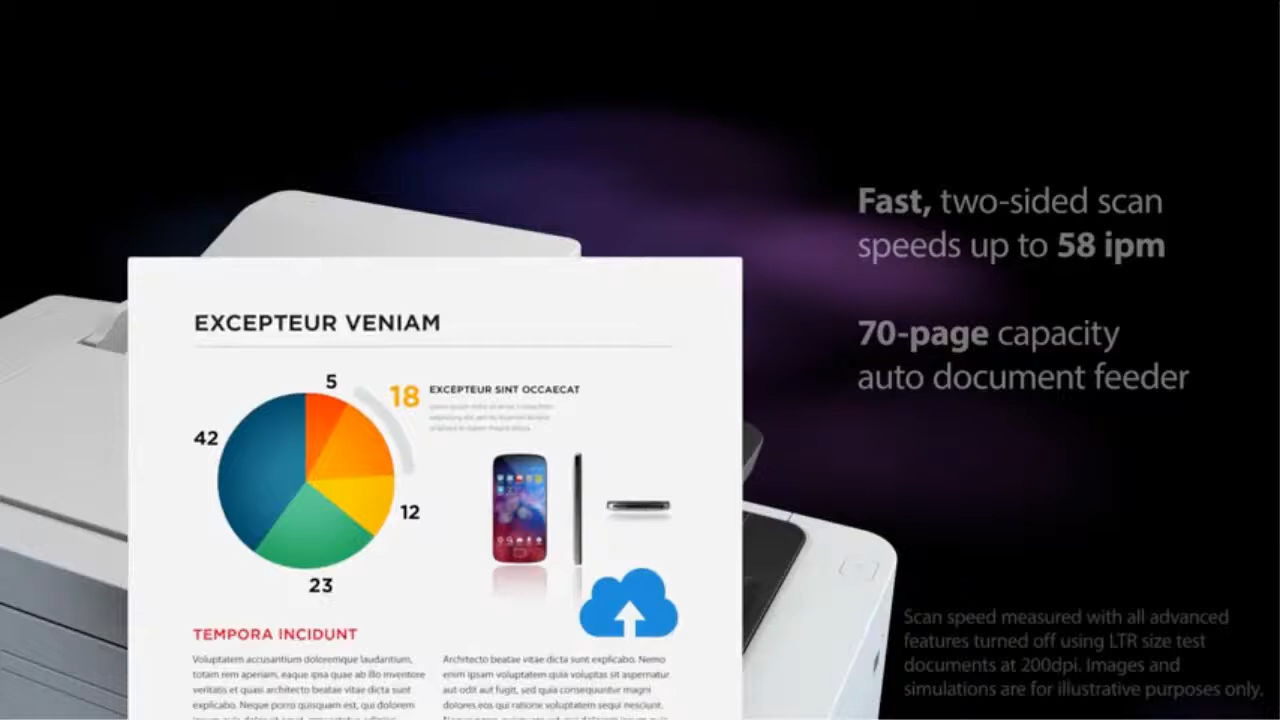 Fast, two-sided scan
speeds up to 58 ipm
70-page capacity
auto document feeder
EXCEPTEUR VENIAM
5
18
EXCEPTEUR SINT OCCAECAT
42
12
23
TEMPORA INCIDUNT
Voluptatem accusantium doloremque laudantium,
totam rem aperiam, eaque ipsa quae ab illo inventore
veritatis et quasi architecto beatae vitae dicta sunt
explicabo. Neque porro quisquam est, qui dolorem
Architecto beatae vitae dicta sunt explicabo. Nemo
enim ipsam voluptatem quia voluptas sit aspernatur
aut odit aut fugit, sed quia consequuntur magni
dolores eos qui ratione voluptatem sequi nesciunt.
Scan speed measured with all advanced
features turned off using LTR size test
documents at 200dpi. Images and
simulations are for illustrative purposes only.